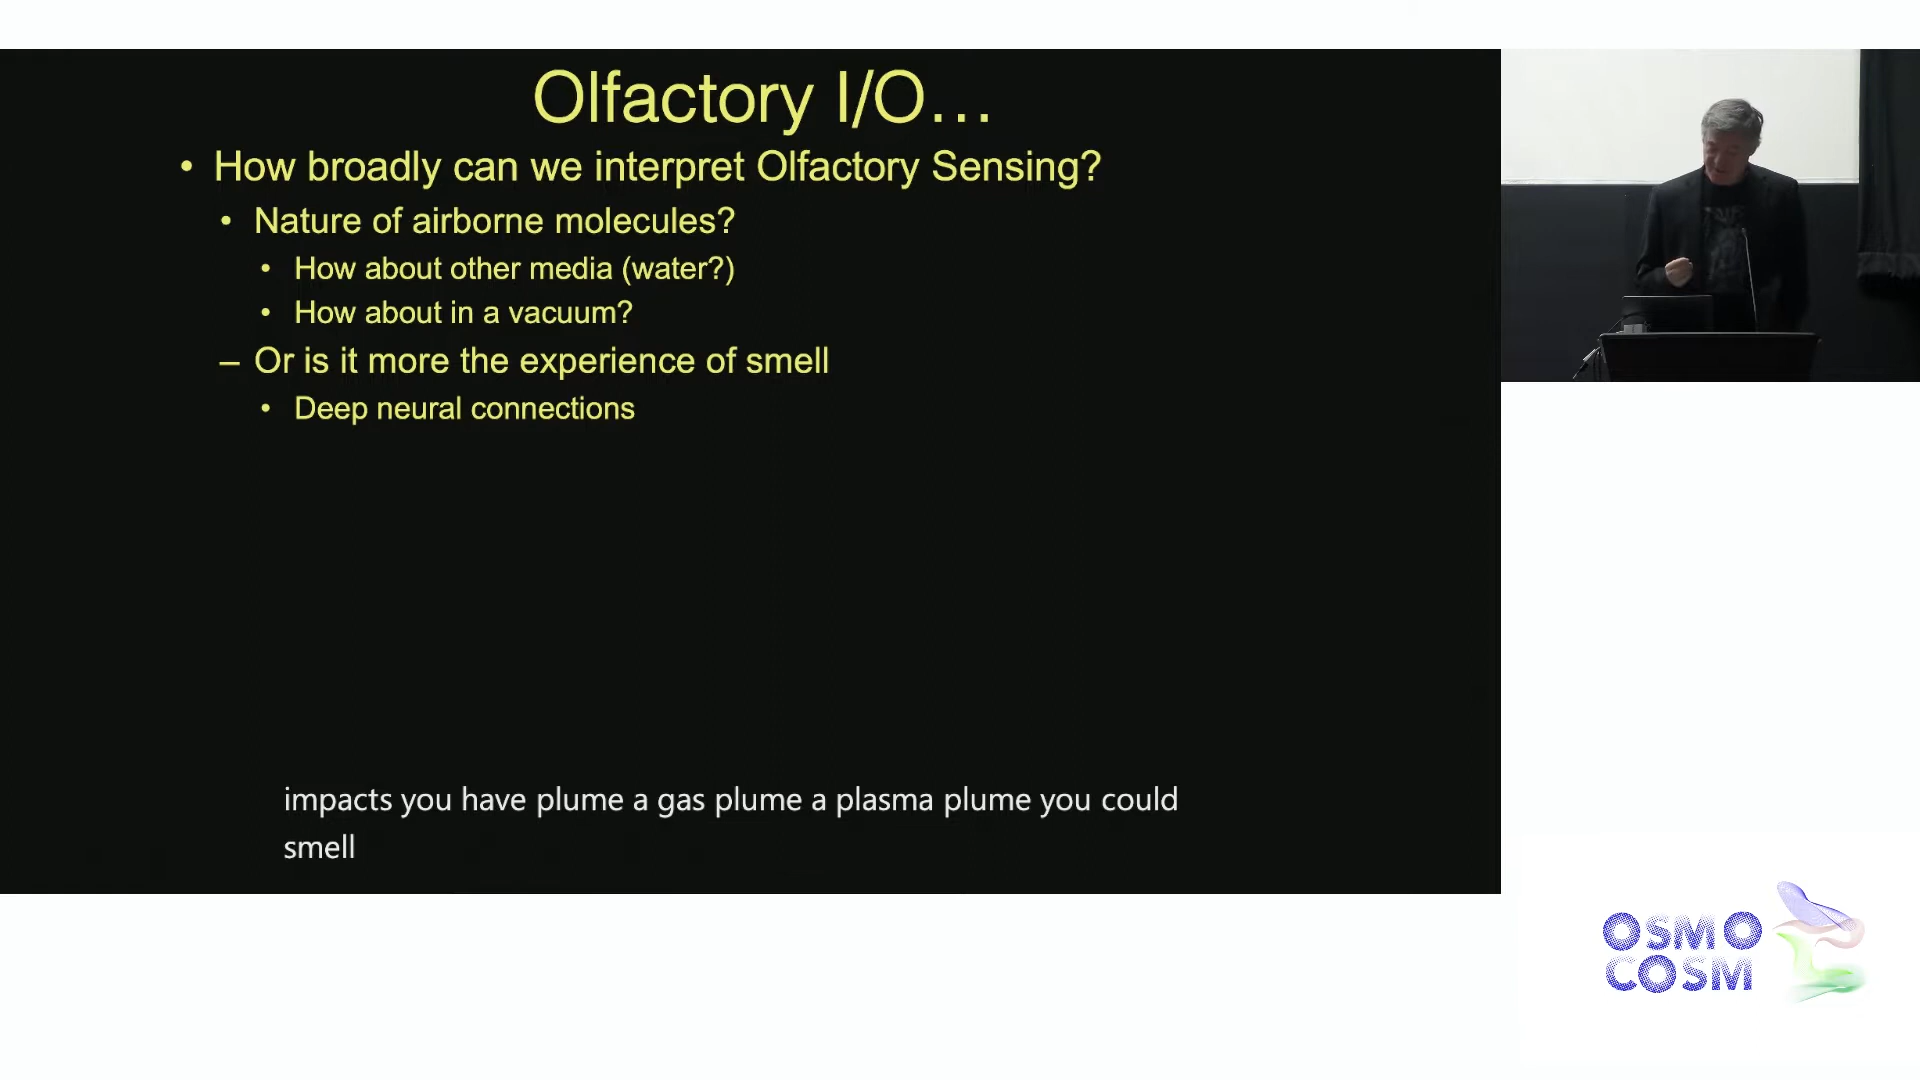 Olfactory I/O…
• How broadly can we interpret Olfactory Sensing?
• Nature of airborne molecules?
• How about other media (water?)
• How about in a vacuum?
– Or is it more the experience of smell
• Deep neural connections
impacts you have plume a gas plume a plasma plume you could
smell
OSMO
COSM